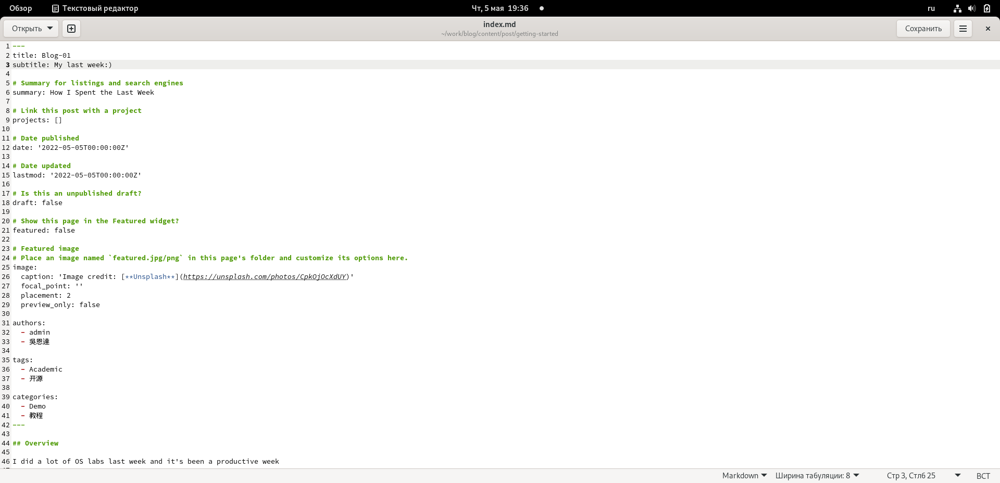 Обзор Текстовый редактор Чт, 5 мая 19:36 ru
Открыть index.md Сохранить
~/work/blog/content/post/getting-started
1 ---
2 title: Blog-01
3 subtitle: My last week:)
4
5 # Summary for listings and search engines
6 summary: How I Spent the Last Week
7
8 # Link this post with a project
9 projects: []
10
11 # Date published
12 date: '2022-05-05T00:00:00Z'
13
14 # Date updated
15 lastmod: '2022-05-05T00:00:00Z'
16
17 # Is this an unpublished draft?
18 draft: false
19
20 # Show this page in the Featured widget?
21 featured: false
22
23 # Featured image
24 # Place an image named `featured.jpg/png` in this page's folder and customize its options here.
25 image:
26   caption: 'Image credit: [**Unsplash**](https://unsplash.com/photos/CpkOjOcXdUY)'
27   focal_point: ''
28   placement: 2
29   preview_only: false
30
31 authors:
32   - admin
33   - 吳恩達
34
35 tags:
36   - Academic
37   - 开源
38
39 categories:
40   - Demo
41   - 教程
42 ---
43
44 ## Overview
45
46 I did a lot of OS labs last week and it's been a productive week
Markdown Ширина табуляции: 8 Стр 3, Стлб 25 ВСТ